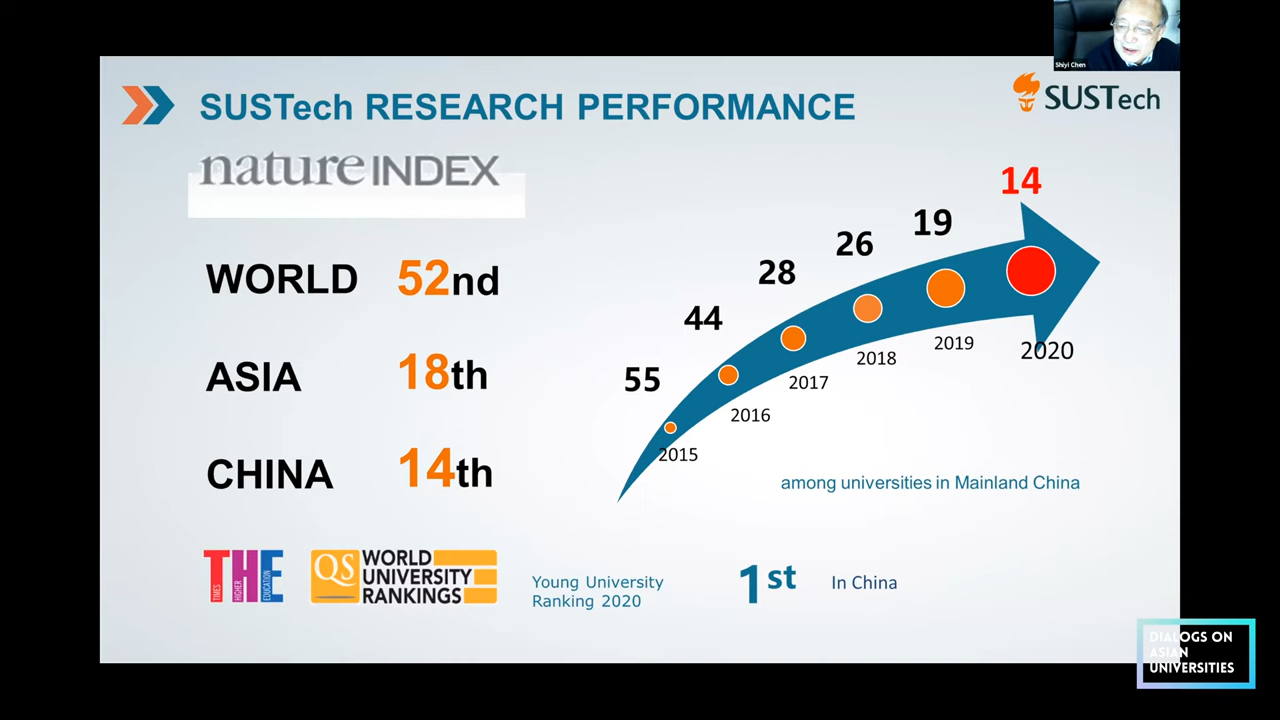 Shiyi Chen
SUSTech RESEARCH PERFORMANCE
SUSTech
nature INDEX
WORLD 52nd
ASIA 18th
CHINA 14th
55
44
28
26
19
14
2015
2016
2017
2018
2019
2020
among universities in Mainland China
THE
TIMES
HIGHER
EDUCATION
QS
WORLD
UNIVERSITY
RANKINGS
Young University
Ranking 2020
1st In China
DIALOGS ON
ASIAN
UNIVERSITIES